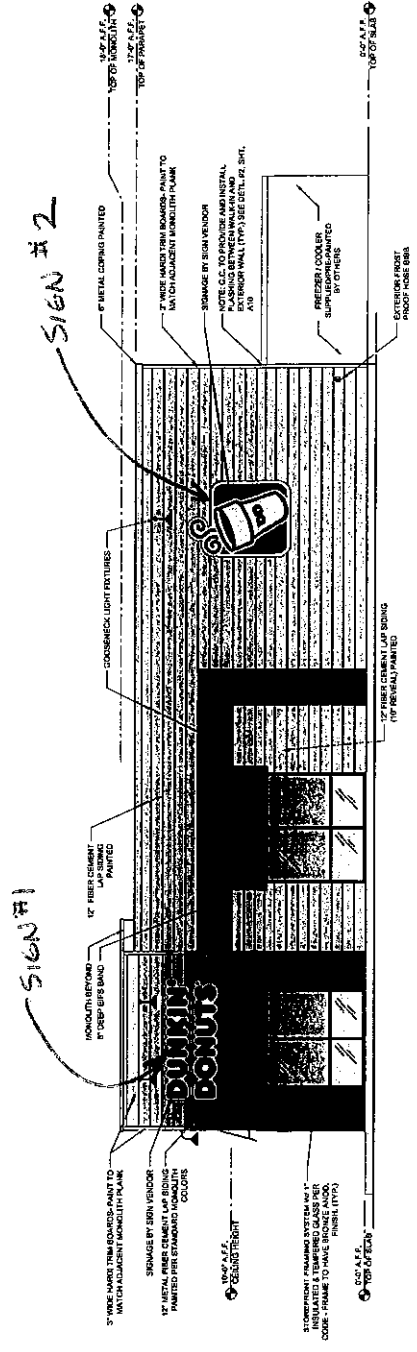 SIGN #1
SIGN #2
18'-0" A.F.F.
TOP OF MONOLITH
17'-0" A.F.F.
TOP OF PARAPET
6" METAL COPING PAINTED
3" WIDE HARDI TRIM BOARDS- PAINT TO
MATCH ADJACENT MONOLITH PLANK
SIGNAGE BY SIGN VENDOR
NOTE: G.C. TO PROVIDE AND INSTALL
FLASHING BETWEEN WALK-IN AND
EXTERIOR WALL (TYP.) SEE DETL. #2, SHT.
A10
FREEZER / COOLER
SUPPLIED/PRE-PAINTED
BY OTHERS
EXTERIOR FROST
PROOF HOSE BIBB
0'-0" A.F.F.
TOP OF SLAB
GOOSENECK LIGHT FIXTURES
12" FIBER CEMENT
LAP SIDING
PAINTED
MONOLITH BEYOND
8" DEEP EIFS BAND
3" WIDE HARDI TRIM BOARDS- PAINT TO
MATCH ADJACENT MONOLITH PLANK
SIGNAGE BY SIGN VENDOR
12" METAL FIBER CEMENT LAP SIDING
PAINTED PER STANDARD MONOLITH
COLORS
DUNKIN'
DONUTS
DD
10'-0" A.F.F.
CEILING HEIGHT
12" FIBER CEMENT LAP SIDING
(10" REVEAL) PAINTED
STOREFRONT FRAMING SYSTEM W/ 1"
INSULATED & TEMPERED GLASS PER
CODE - FRAME TO HAVE BRONZE ANOD.
FINISH. (TYP.)
0'-0" A.F.F.
TOP OF SLAB